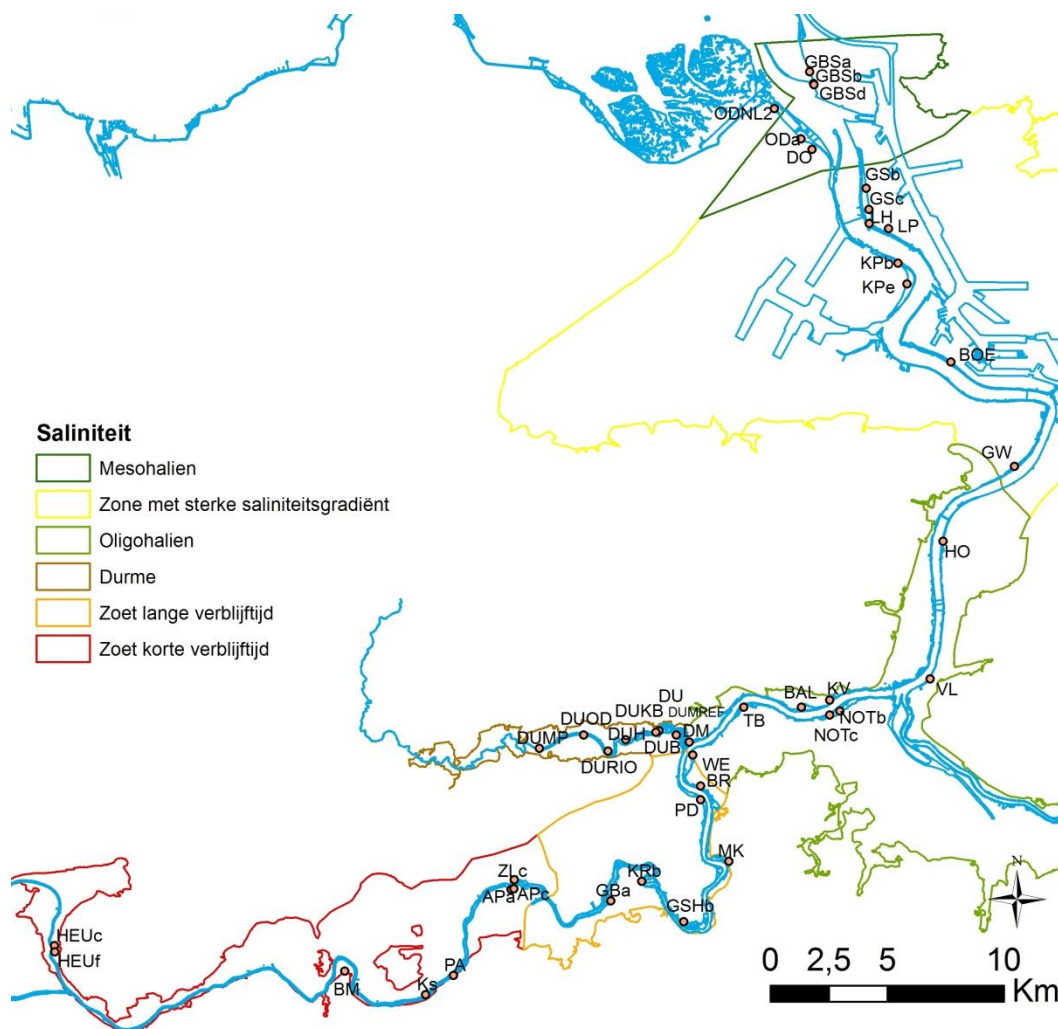 GBSa
GBSb
GBSd
ODNL2
ODa
DO
GSb
GSc
LH
LP
KPb
KPe
BOE
GW
HO
Saliniteit
Mesohalien
Zone met sterke saliniteitsgradiënt
Oligohalien
Durme
Zoet lange verblijftijd
Zoet korte verblijftijd
VL
KV
BAL
NOTb
NOTc
TB
DU
DUKB
DUMREF
DUOD
DUMP
DUB
DM
DURIO
WE
BR
PD
MK
ZLc
APa
APc
KRb
GBa
GSHb
HEUc
HEUf
BM
Ks
PA
N
0 2,5 5 10
Km